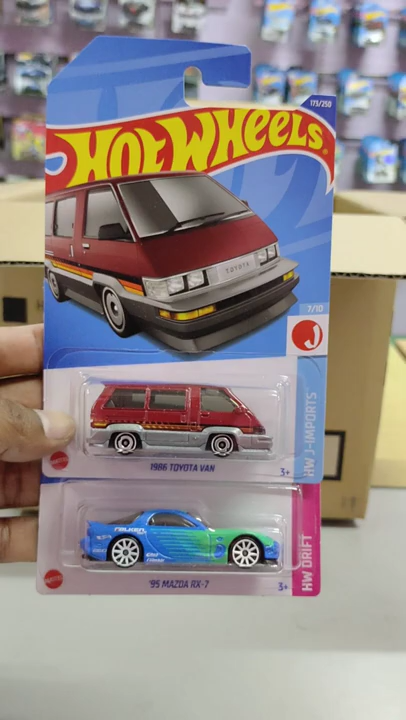 173/250
HOT WHEELS
TOYOTA
7/10
J
HW J-IMPORTS
1986 TOYOTA VAN
3+
FALKEN
HW DRIFT
'95 MAZDA RX-7
3+